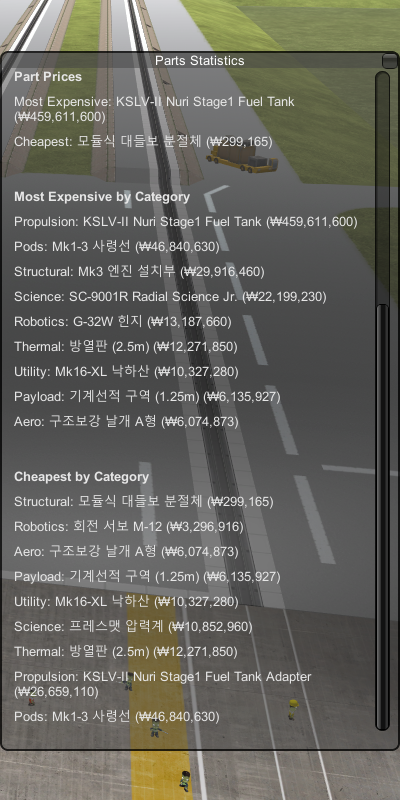 Parts Statistics
Part Prices
Most Expensive: KSLV-II Nuri Stage1 Fuel Tank
(₩459,611,600)
Cheapest: 모듈식 대들보 분절체 (₩299,165)
Most Expensive by Category
Propulsion: KSLV-II Nuri Stage1 Fuel Tank (₩459,611,600)
Pods: Mk1-3 사령선 (₩46,840,630)
Structural: Mk3 엔진 설치부 (₩29,916,460)
Science: SC-9001R Radial Science Jr. (₩22,199,230)
Robotics: G-32W 힌지 (₩13,187,660)
Thermal: 방열판 (2.5m) (₩12,271,850)
Utility: Mk16-XL 낙하산 (₩10,327,280)
Payload: 기계선적 구역 (1.25m) (₩6,135,927)
Aero: 구조보강 날개 A형 (₩6,074,873)
Cheapest by Category
Structural: 모듈식 대들보 분절체 (₩299,165)
Robotics: 회전 서보 M-12 (₩3,296,916)
Aero: 구조보강 날개 A형 (₩6,074,873)
Payload: 기계선적 구역 (1.25m) (₩6,135,927)
Utility: Mk16-XL 낙하산 (₩10,327,280)
Science: 프레스맷 압력계 (₩10,852,960)
Thermal: 방열판 (2.5m) (₩12,271,850)
Propulsion: KSLV-II Nuri Stage1 Fuel Tank Adapter
(₩26,659,110)
Pods: Mk1-3 사령선 (₩46,840,630)